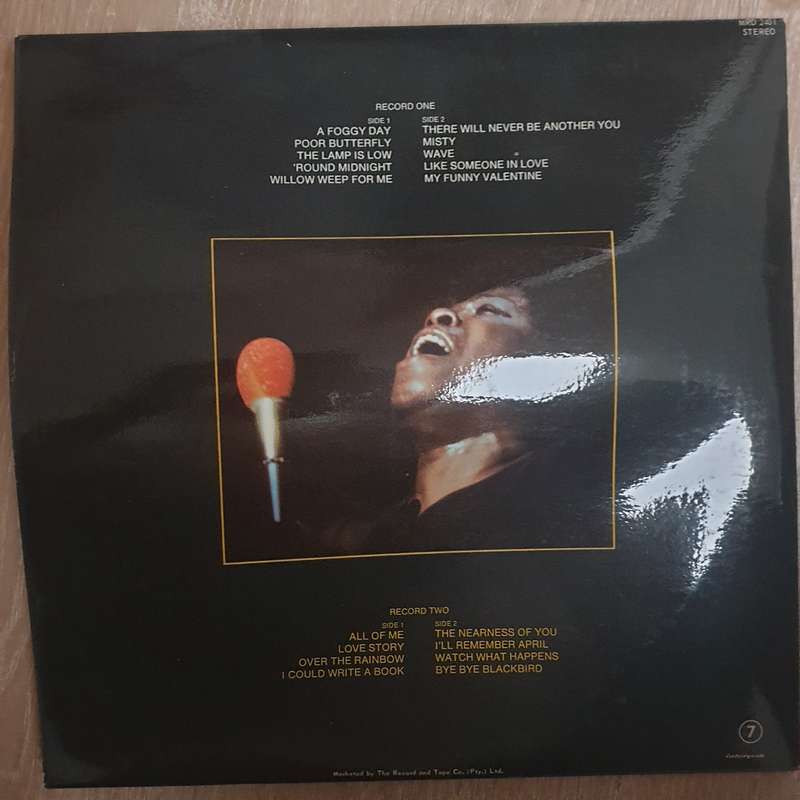 MRD 2401
STEREO
RECORD ONE
SIDE 1
A FOGGY DAY
POOR BUTTERFLY
THE LAMP IS LOW
'ROUND MIDNIGHT
WILLOW WEEP FOR ME
SIDE 2
THERE WILL NEVER BE ANOTHER YOU
MISTY
WAVE
LIKE SOMEONE IN LOVE
MY FUNNY VALENTINE
RECORD TWO
SIDE 1
ALL OF ME
LOVE STORY
OVER THE RAINBOW
I COULD WRITE A BOOK
SIDE 2
THE NEARNESS OF YOU
I'LL REMEMBER APRIL
WATCH WHAT HAPPENS
BYE BYE BLACKBIRD
7
Marketed by The Record and Tape Co. (Pty.) Ltd.